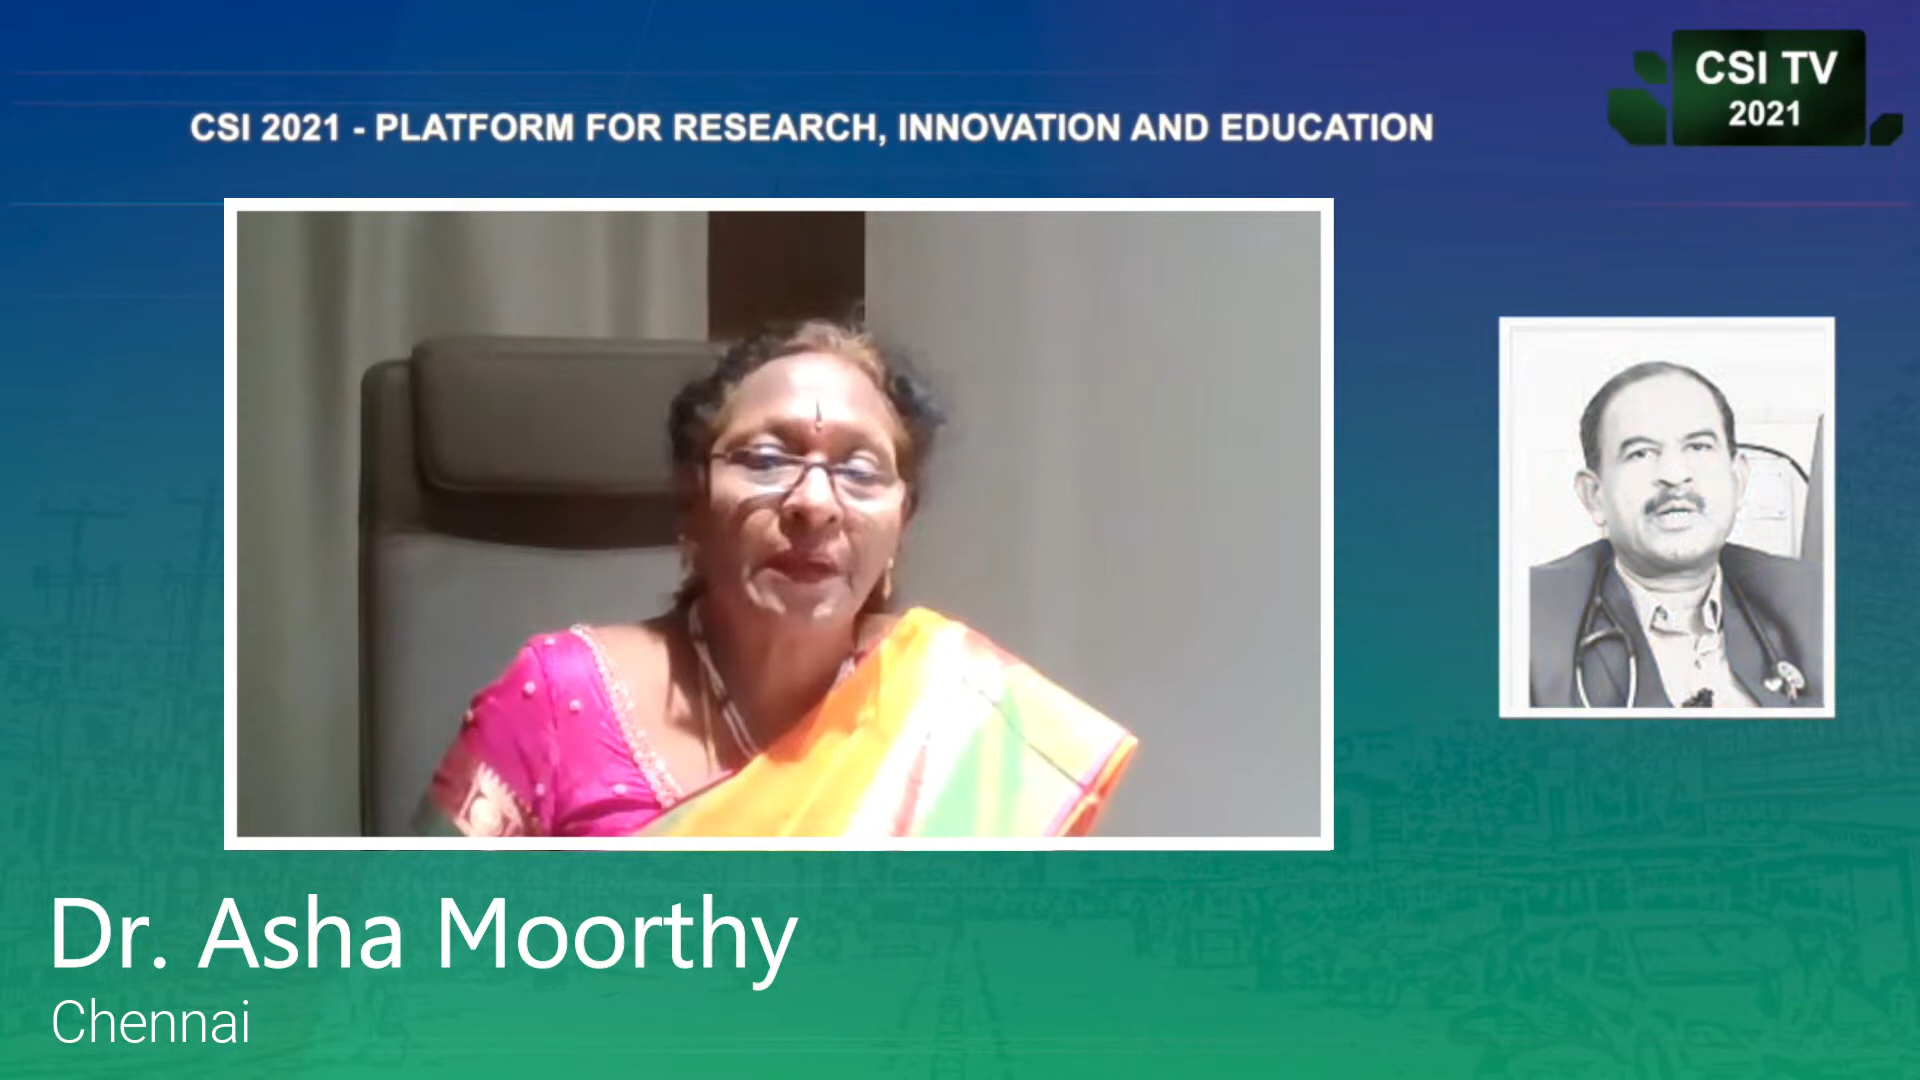 CSI TV
2021
CSI 2021 - PLATFORM FOR RESEARCH, INNOVATION AND EDUCATION
Dr. Asha Moorthy
Chennai